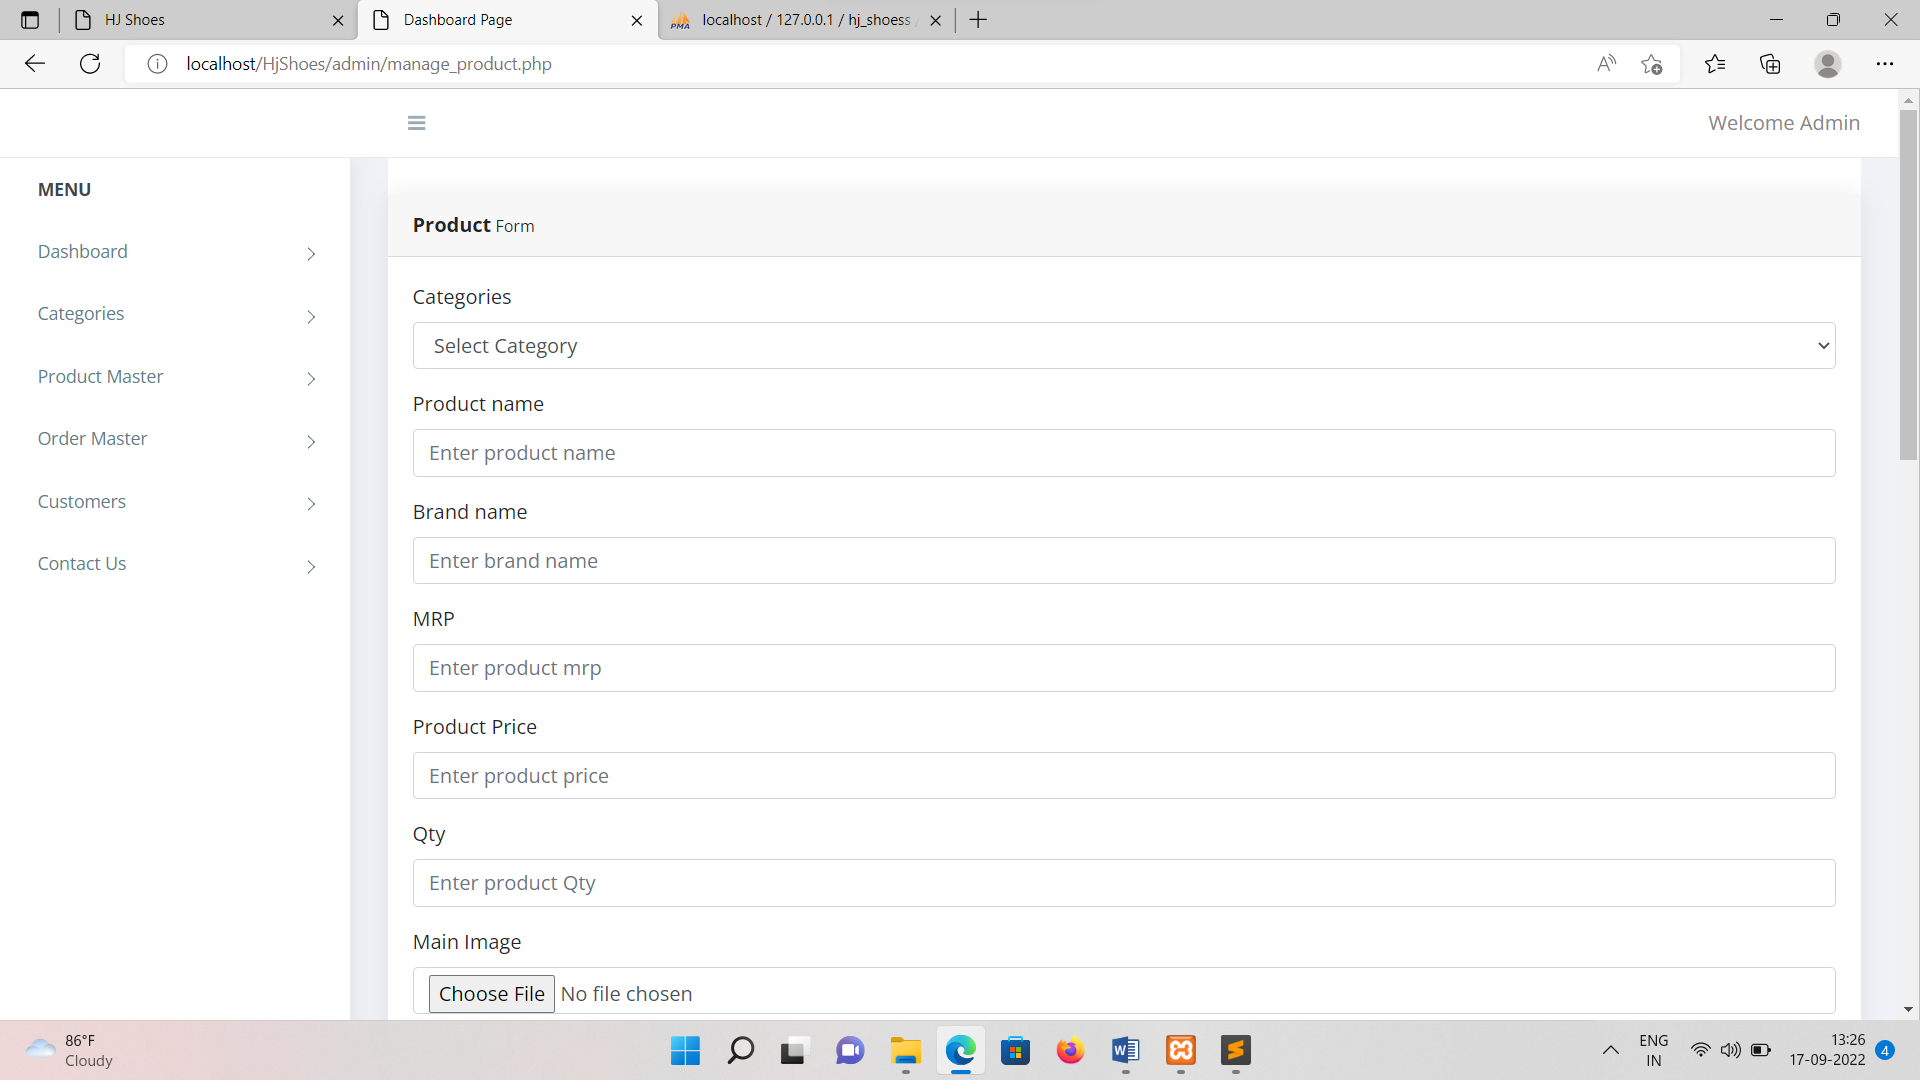 HJ Shoes
Dashboard Page
PMA
localhost / 127.0.0.1 / hj_shoess
localhost/HjShoes/admin/manage_product.php
Welcome Admin
MENU
Dashboard
Categories
Product Master
Order Master
Customers
Contact Us
Product Form
Categories
Select Category
Product name
Enter product name
Brand name
Enter brand name
MRP
Enter product mrp
Product Price
Enter product price
Qty
Enter product Qty
Main Image
Choose File No file chosen
86°F
Cloudy
ENG
IN
13:26
17-09-2022
4